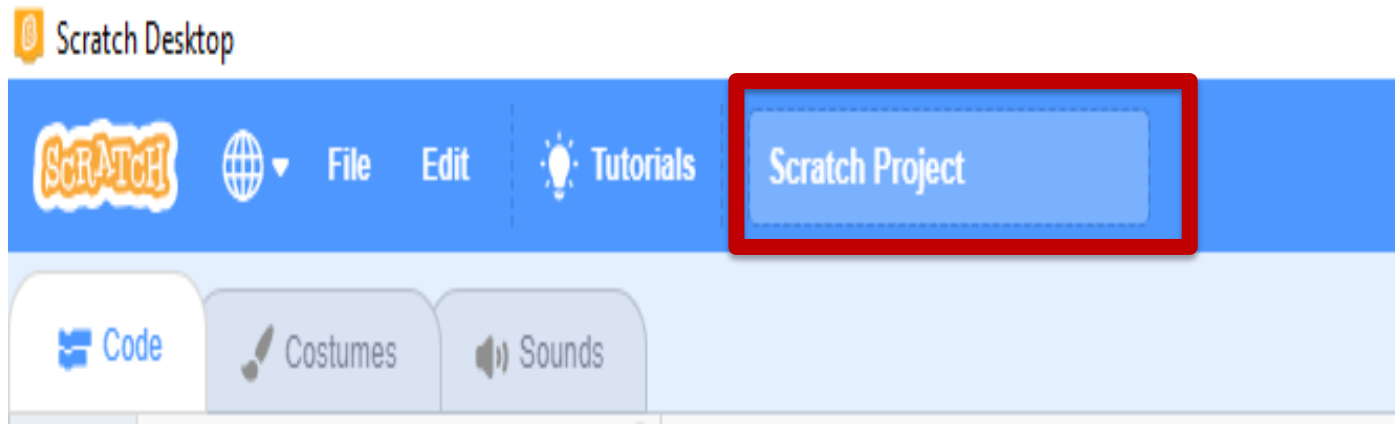 Scratch Desktop
SCRATCH File Edit Tutorials Scratch Project
Code Costumes Sounds